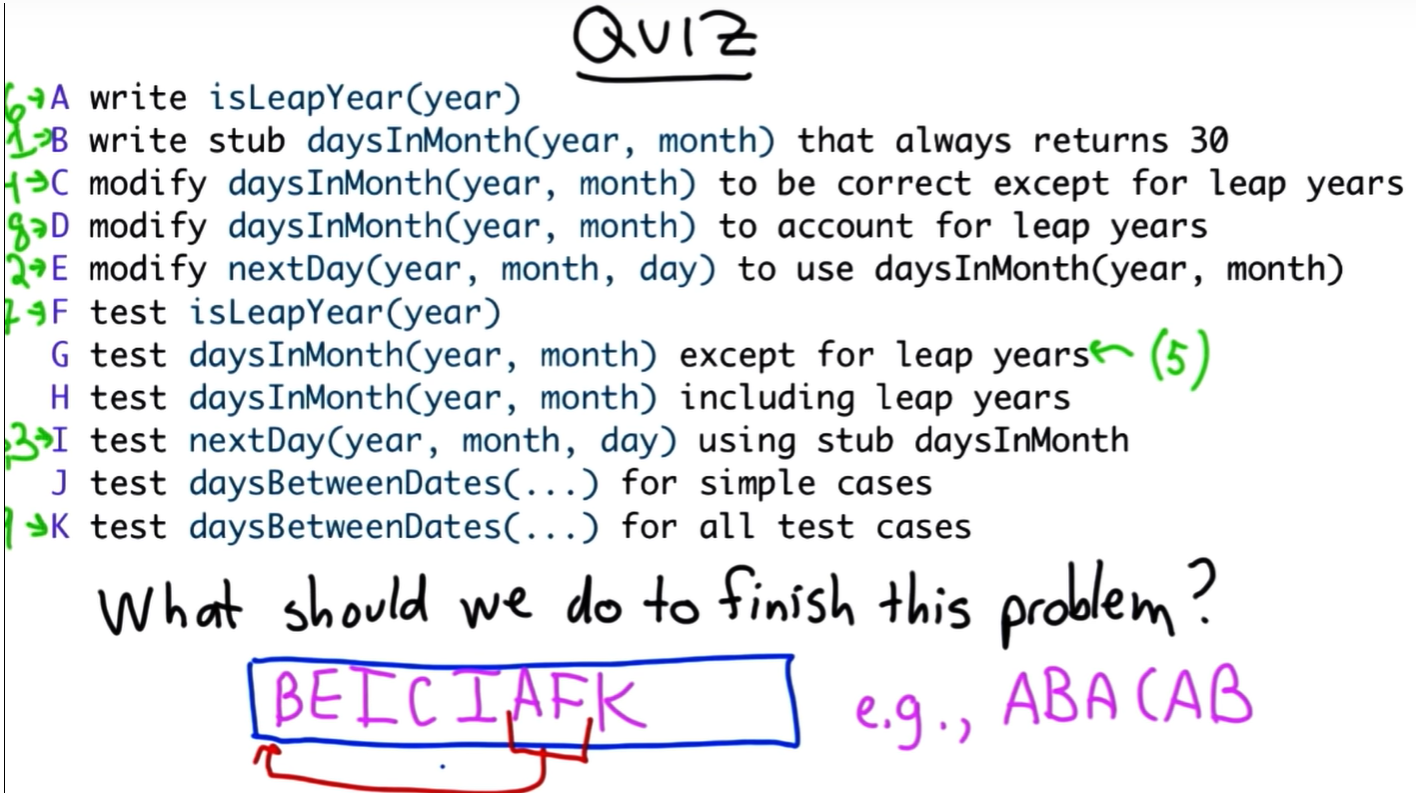 QUIZ
6→A write isLeapYear(year)
1→B write stub daysInMonth(year, month) that always returns 30
4→C modify daysInMonth(year, month) to be correct except for leap years
8→D modify daysInMonth(year, month) to account for leap years
2→E modify nextDay(year, month, day) to use daysInMonth(year, month)
7→F test isLeapYear(year)
G test daysInMonth(year, month) except for leap years← (5)
H test daysInMonth(year, month) including leap years
3→I test nextDay(year, month, day) using stub daysInMonth
J test daysBetweenDates(...) for simple cases
→K test daysBetweenDates(...) for all test cases
What should we do to finish this problem?
BEICIAFK e.g., ABACAB